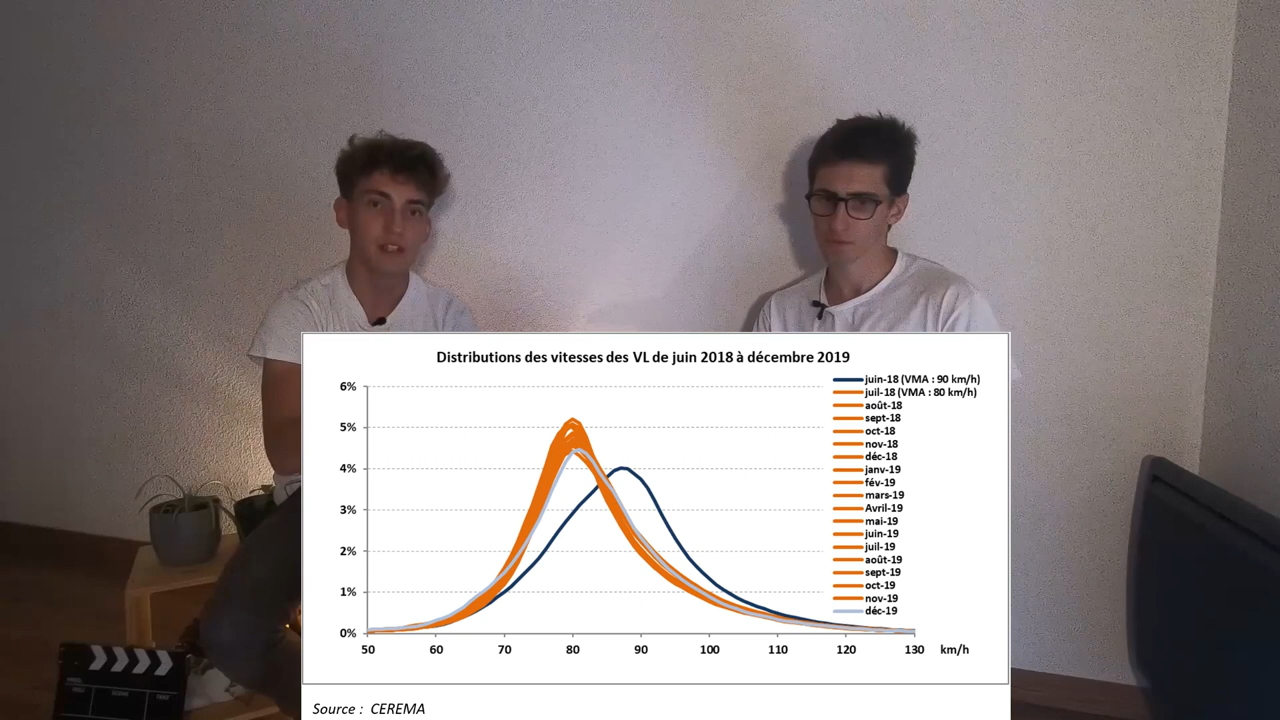 Distributions des vitesses des VL de juin 2018 à décembre 2019
6%
5%
4%
3%
2%
1%
0%
50 60 70 80 90 100 110 120 130 km/h
juin-18 (VMA : 90 km/h)
juil-18 (VMA : 80 km/h)
août-18
sept-18
oct-18
nov-18
déc-18
janv-19
fév-19
mars-19
Avril-19
mai-19
juin-19
juil-19
août-19
sept-19
oct-19
nov-19
déc-19
Source : CEREMA